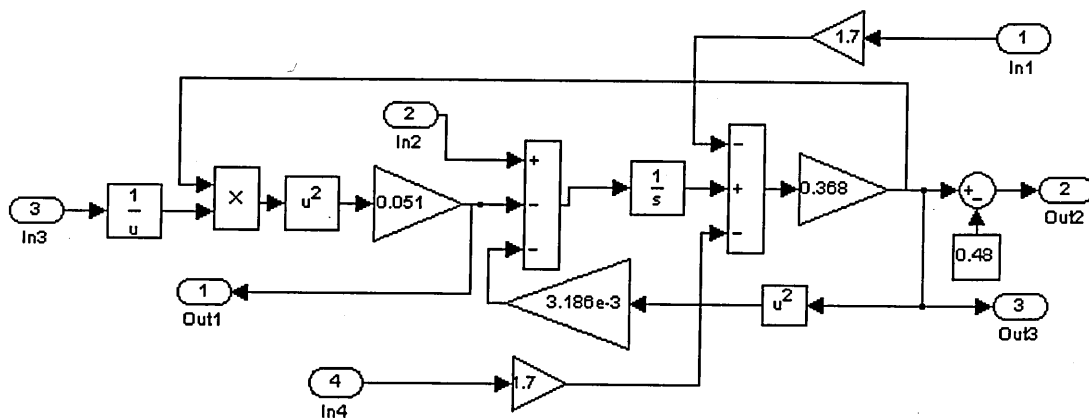 1.7
1
In1
2
In2
+
−
−
−
+
−
3
In3
1
u
×
u²
0.051
1
s
0.368
+
−
2
Out2
0.48
1
Out1
3.186e-3
u²
3
Out3
4
In4
1.7